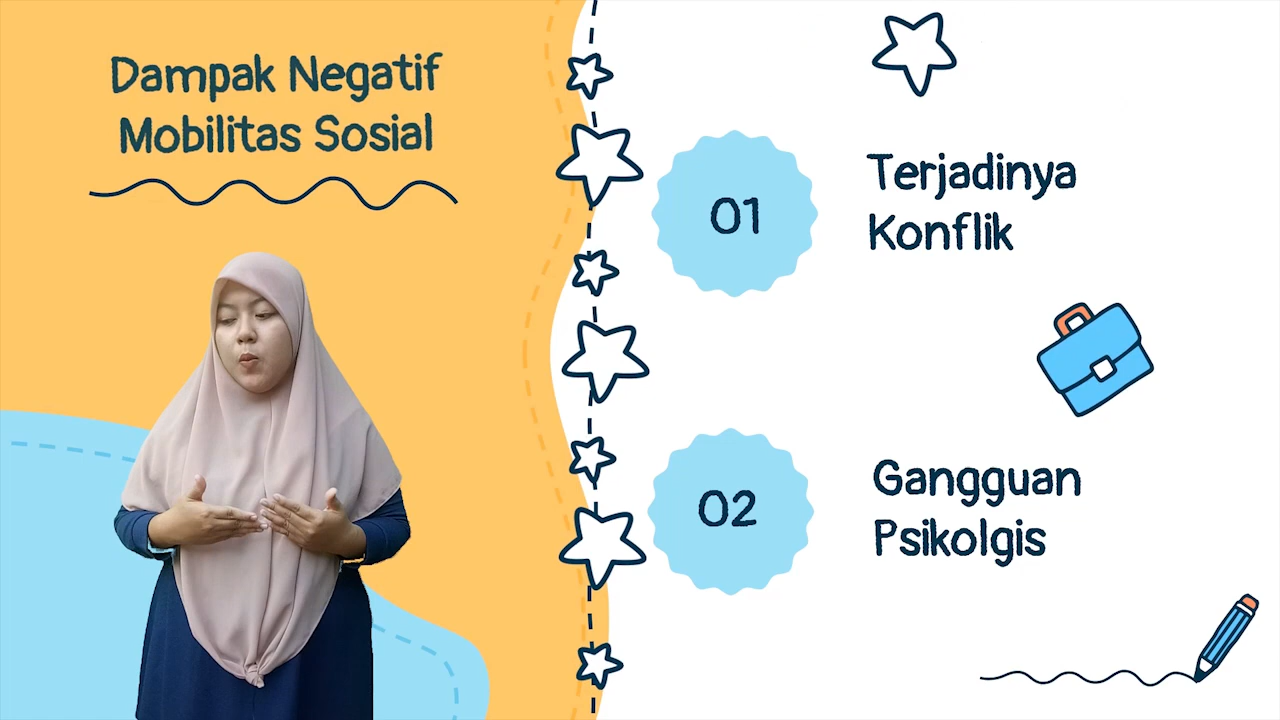 Dampak Negatif
Mobilitas Sosial
01
Terjadinya
Konflik
02
Gangguan
Psikolgis